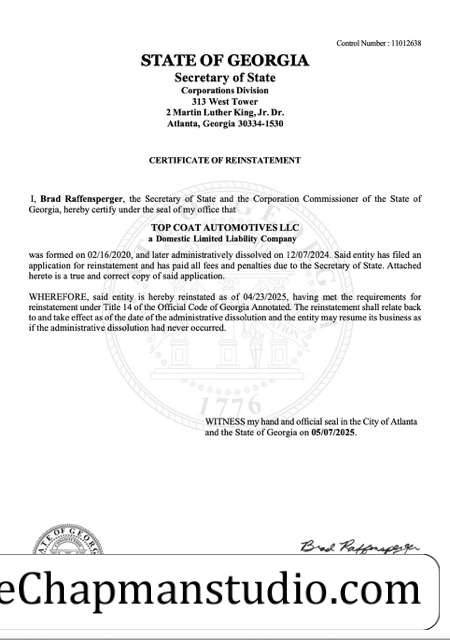 Control Number : 11012638
STATE OF GEORGIA
Secretary of State
Corporations Division
313 West Tower
2 Martin Luther King, Jr. Dr.
Atlanta, Georgia 30334-1530
CERTIFICATE OF REINSTATEMENT
I, Brad Raffensperger, the Secretary of State and the Corporation Commissioner of the State of
Georgia, hereby certify under the seal of my office that
TOP COAT AUTOMOTIVES LLC
a Domestic Limited Liability Company
was formed on 02/16/2020, and later administratively dissolved on 12/07/2024. Said entity has filed an
application for reinstatement and has paid all fees and penalties due to the Secretary of State. Attached
hereto is a true and correct copy of said application.
WHEREFORE, said entity is hereby reinstated as of 04/23/2025, having met the requirements for
reinstatement under Title 14 of the Official Code of Georgia Annotated. The reinstatement shall relate back
to and take effect as of the date of the administrative dissolution and the entity may resume its business as
if the administrative dissolution had never occurred.
1776
WITNESS my hand and official seal in the City of Atlanta
and the State of Georgia on 05/07/2025.
STATE OF GEORGIA
Brad Raffensperger
eChapmanstudio.com